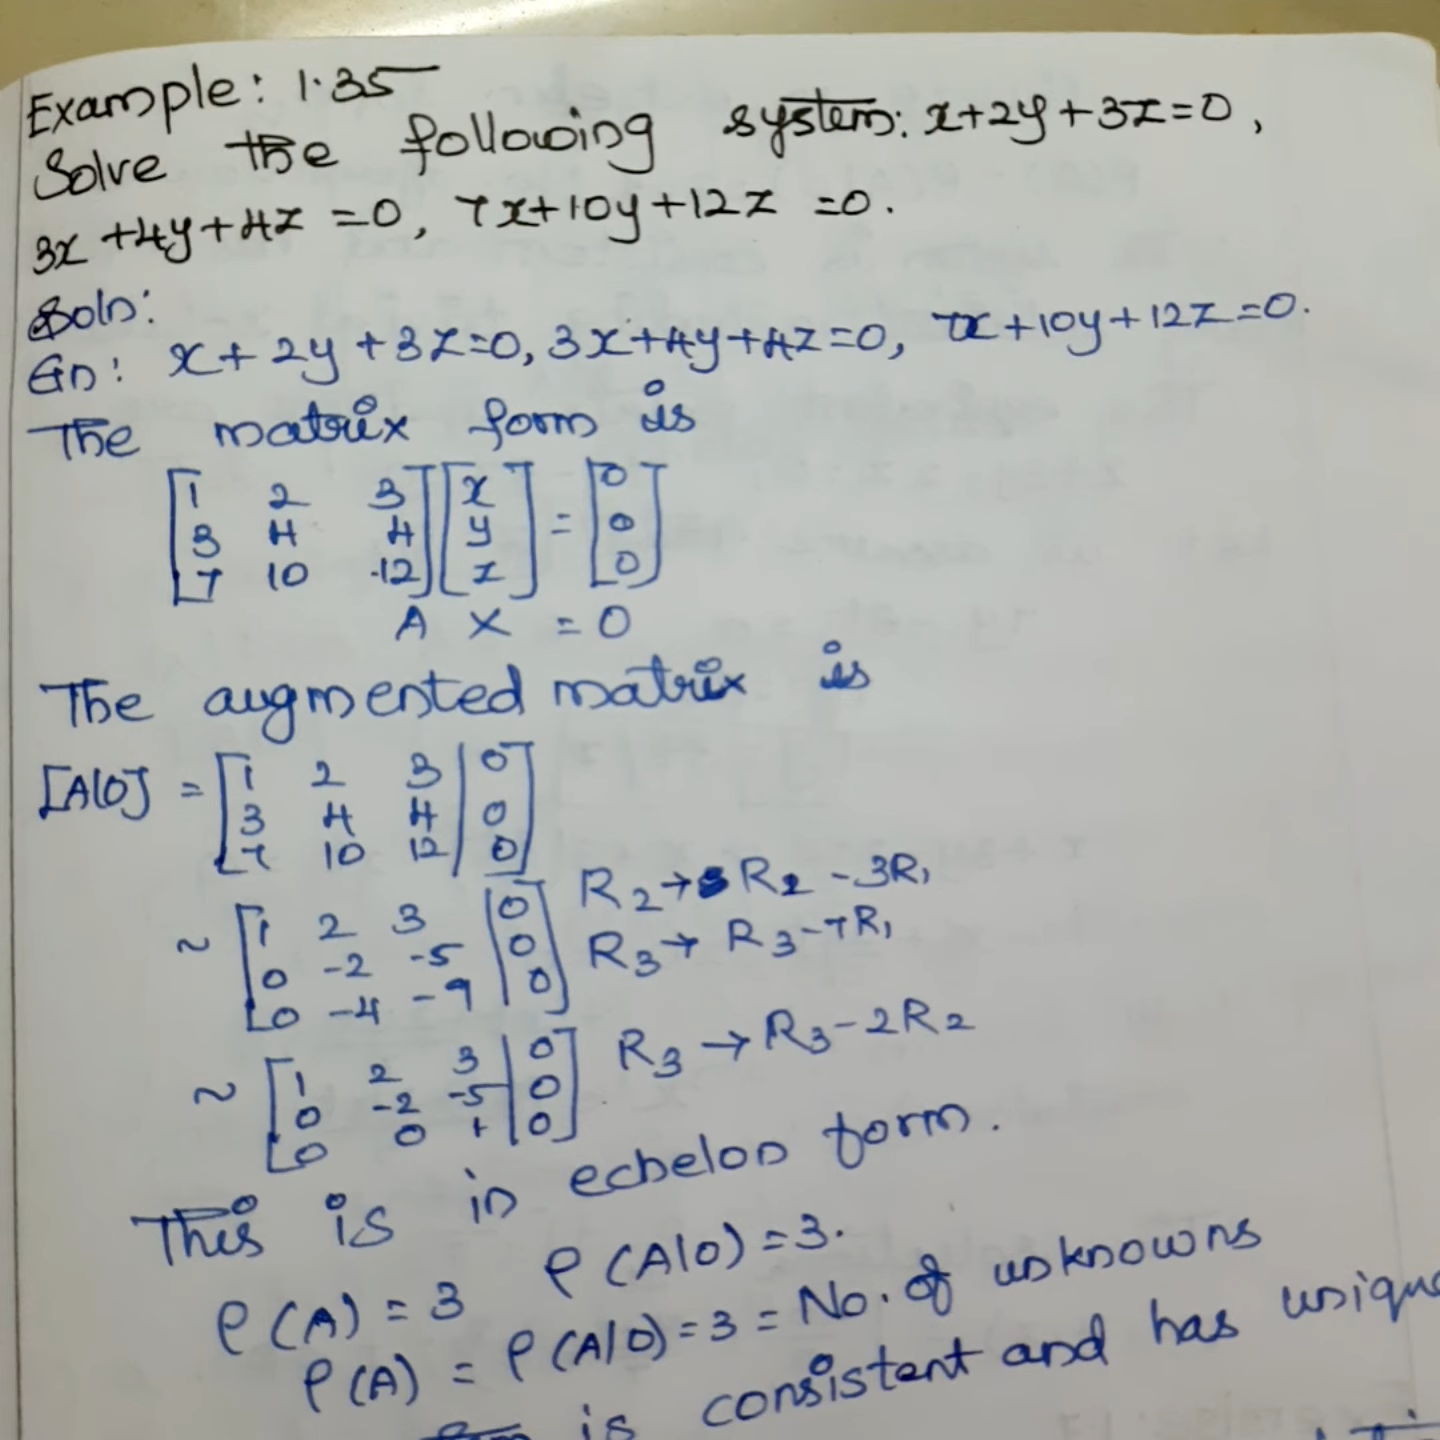 Example: 1.35
Solve the following system: x+2y+3z=0,
3x+4y+4z=0, 7x+10y+12z=0.
Soln:
Gn: x+2y+3z=0, 3x+4y+4z=0, 7x+10y+12z=0.
The matrix form is
[1 2 3] [x] = [0]
[3 4 4] [y] [0]
[7 10 12] [z] [0]
A X = 0
The augmented matrix is
[A|0] = [1 2 3 | 0]
[3 4 4 | 0]
[7 10 12 | 0]
~ [1 2 3 | 0] R2→R2-3R1
[0 -2 -5 | 0] R3→R3-7R1
[0 -4 -9 | 0]
~ [1 2 3 | 0] R3→R3-2R2
[0 -2 -5 | 0]
[0 0 1 | 0]
This is in echelon form.
ρ(A)=3 ρ(A|0)=3.
ρ(A) = ρ(A|0)=3 = No. of unknowns
is consistent and has unique